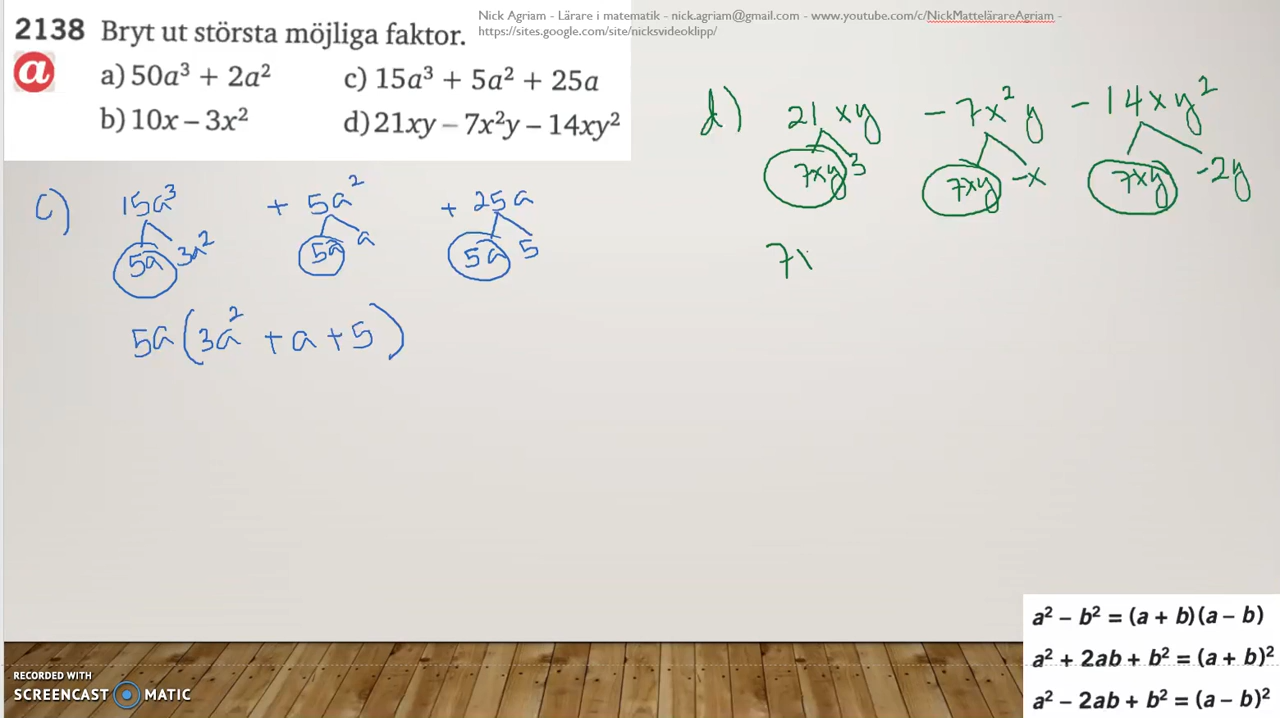 Nick Agriam - Lärare i matematik - nick.agriam@gmail.com - www.youtube.com/c/NickMattelärareAgriam -
https://sites.google.com/site/nicksvideoklipp/
2138 Bryt ut största möjliga faktor.
a
a) 50a³ + 2a²
c) 15a³ + 5a² + 25a
b) 10x – 3x²
d) 21xy – 7x²y – 14xy²
c) 15a³ + 5a² + 25a
5a 3a² 5a a 5a 5
5a(3a² + a + 5)
d) 21xy - 7x²y - 14xy²
7xy 3 7xy -x 7xy -2y
7x
a² – b² = (a + b)(a – b)
a² + 2ab + b² = (a + b)²
a² – 2ab + b² = (a – b)²
RECORDED WITH
SCREENCAST MATIC